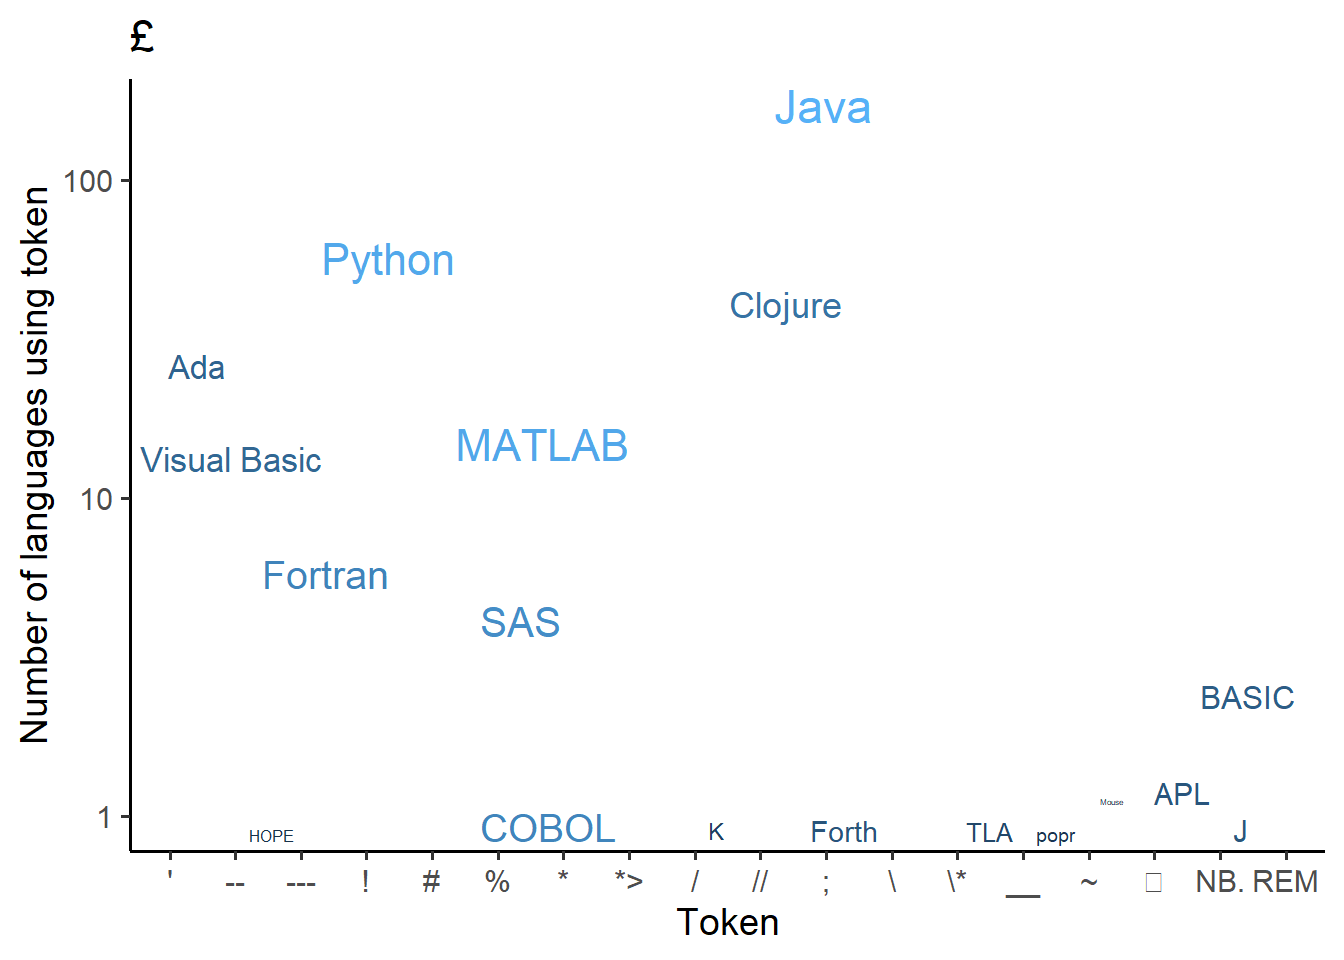 £
Number of languages using token
100
10
1
Java
Python
Clojure
Ada
MATLAB
Visual Basic
Fortran
SAS
BASIC
Mouse
APL
HOPE
COBOL
K
Forth
TLA
popr
J
' -- --- ! # % * *> / // ; \ \* __ ~ □ NB. REM
Token